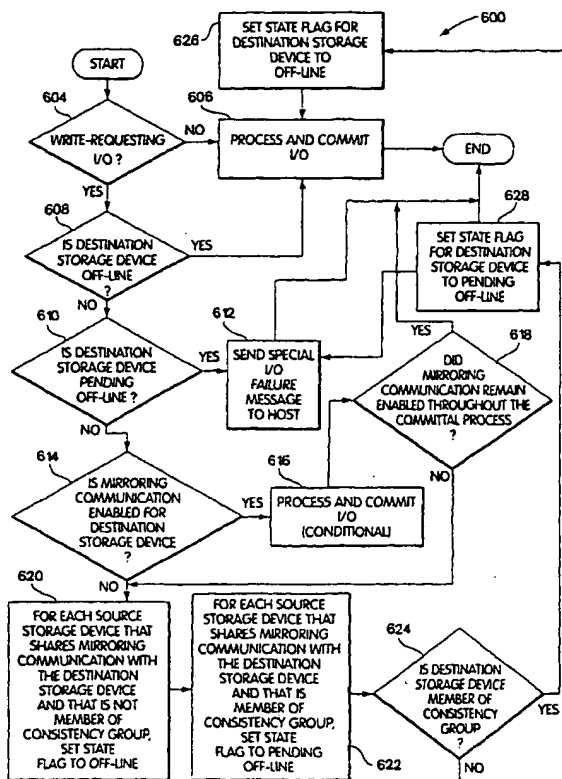 600
626
SET STATE FLAG FOR
DESTINATION STORAGE
DEVICE TO
OFF-LINE
START
604
WRITE-REQUESTING
I/O ?
NO
YES
606
PROCESS AND COMMIT
I/O
END
608
IS DESTINATION
STORAGE DEVICE
OFF-LINE
?
YES
NO
628
SET STATE FLAG
FOR DESTINATION
STORAGE DEVICE
TO PENDING
OFF-LINE
610
IS DESTINATION
STORAGE DEVICE
PENDING
OFF-LINE ?
YES
NO
612
SEND SPECIAL
I/O
FAILURE
MESSAGE
TO HOST
YES
618
DID
MIRRORING
COMMUNICATION REMAIN
ENABLED THROUGHOUT THE
COMMITTAL PROCESS
?
NO
614
IS MIRRORING
COMMUNICATION
ENABLED FOR
DESTINATION
STORAGE DEVICE
?
YES
NO
616
PROCESS AND COMMIT
I/O
(CONDITIONAL)
620
FOR EACH SOURCE
STORAGE DEVICE THAT
SHARES MIRRORING
COMMUNICATION WITH
THE DESTINATION
STORAGE DEVICE
AND THAT IS NOT
MEMBER OF
CONSISTENCY GROUP,
SET STATE
FLAG TO OFF-LINE
FOR EACH SOURCE
STORAGE DEVICE THAT
SHARES MIRRORING
COMMUNICATION WITH
THE DESTINATION
STORAGE DEVICE
AND THAT IS
MEMBER OF
CONSISTENCY GROUP,
SET STATE
FLAG TO PENDING
OFF-LINE
622
624
IS DESTINATION
STORAGE DEVICE
MEMBER OF
CONSISTENCY
GROUP
?
YES
NO